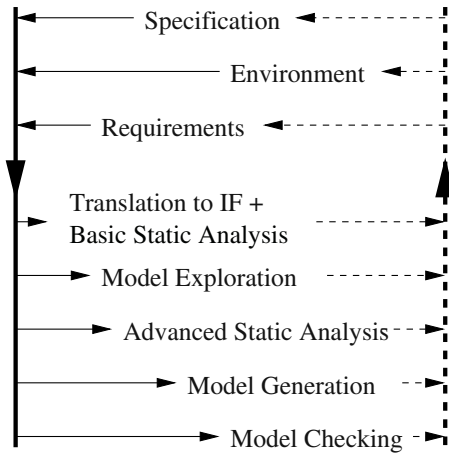 Specification
Environment
Requirements
Translation to IF +
Basic Static Analysis
Model Exploration
Advanced Static Analysis
Model Generation
Model Checking